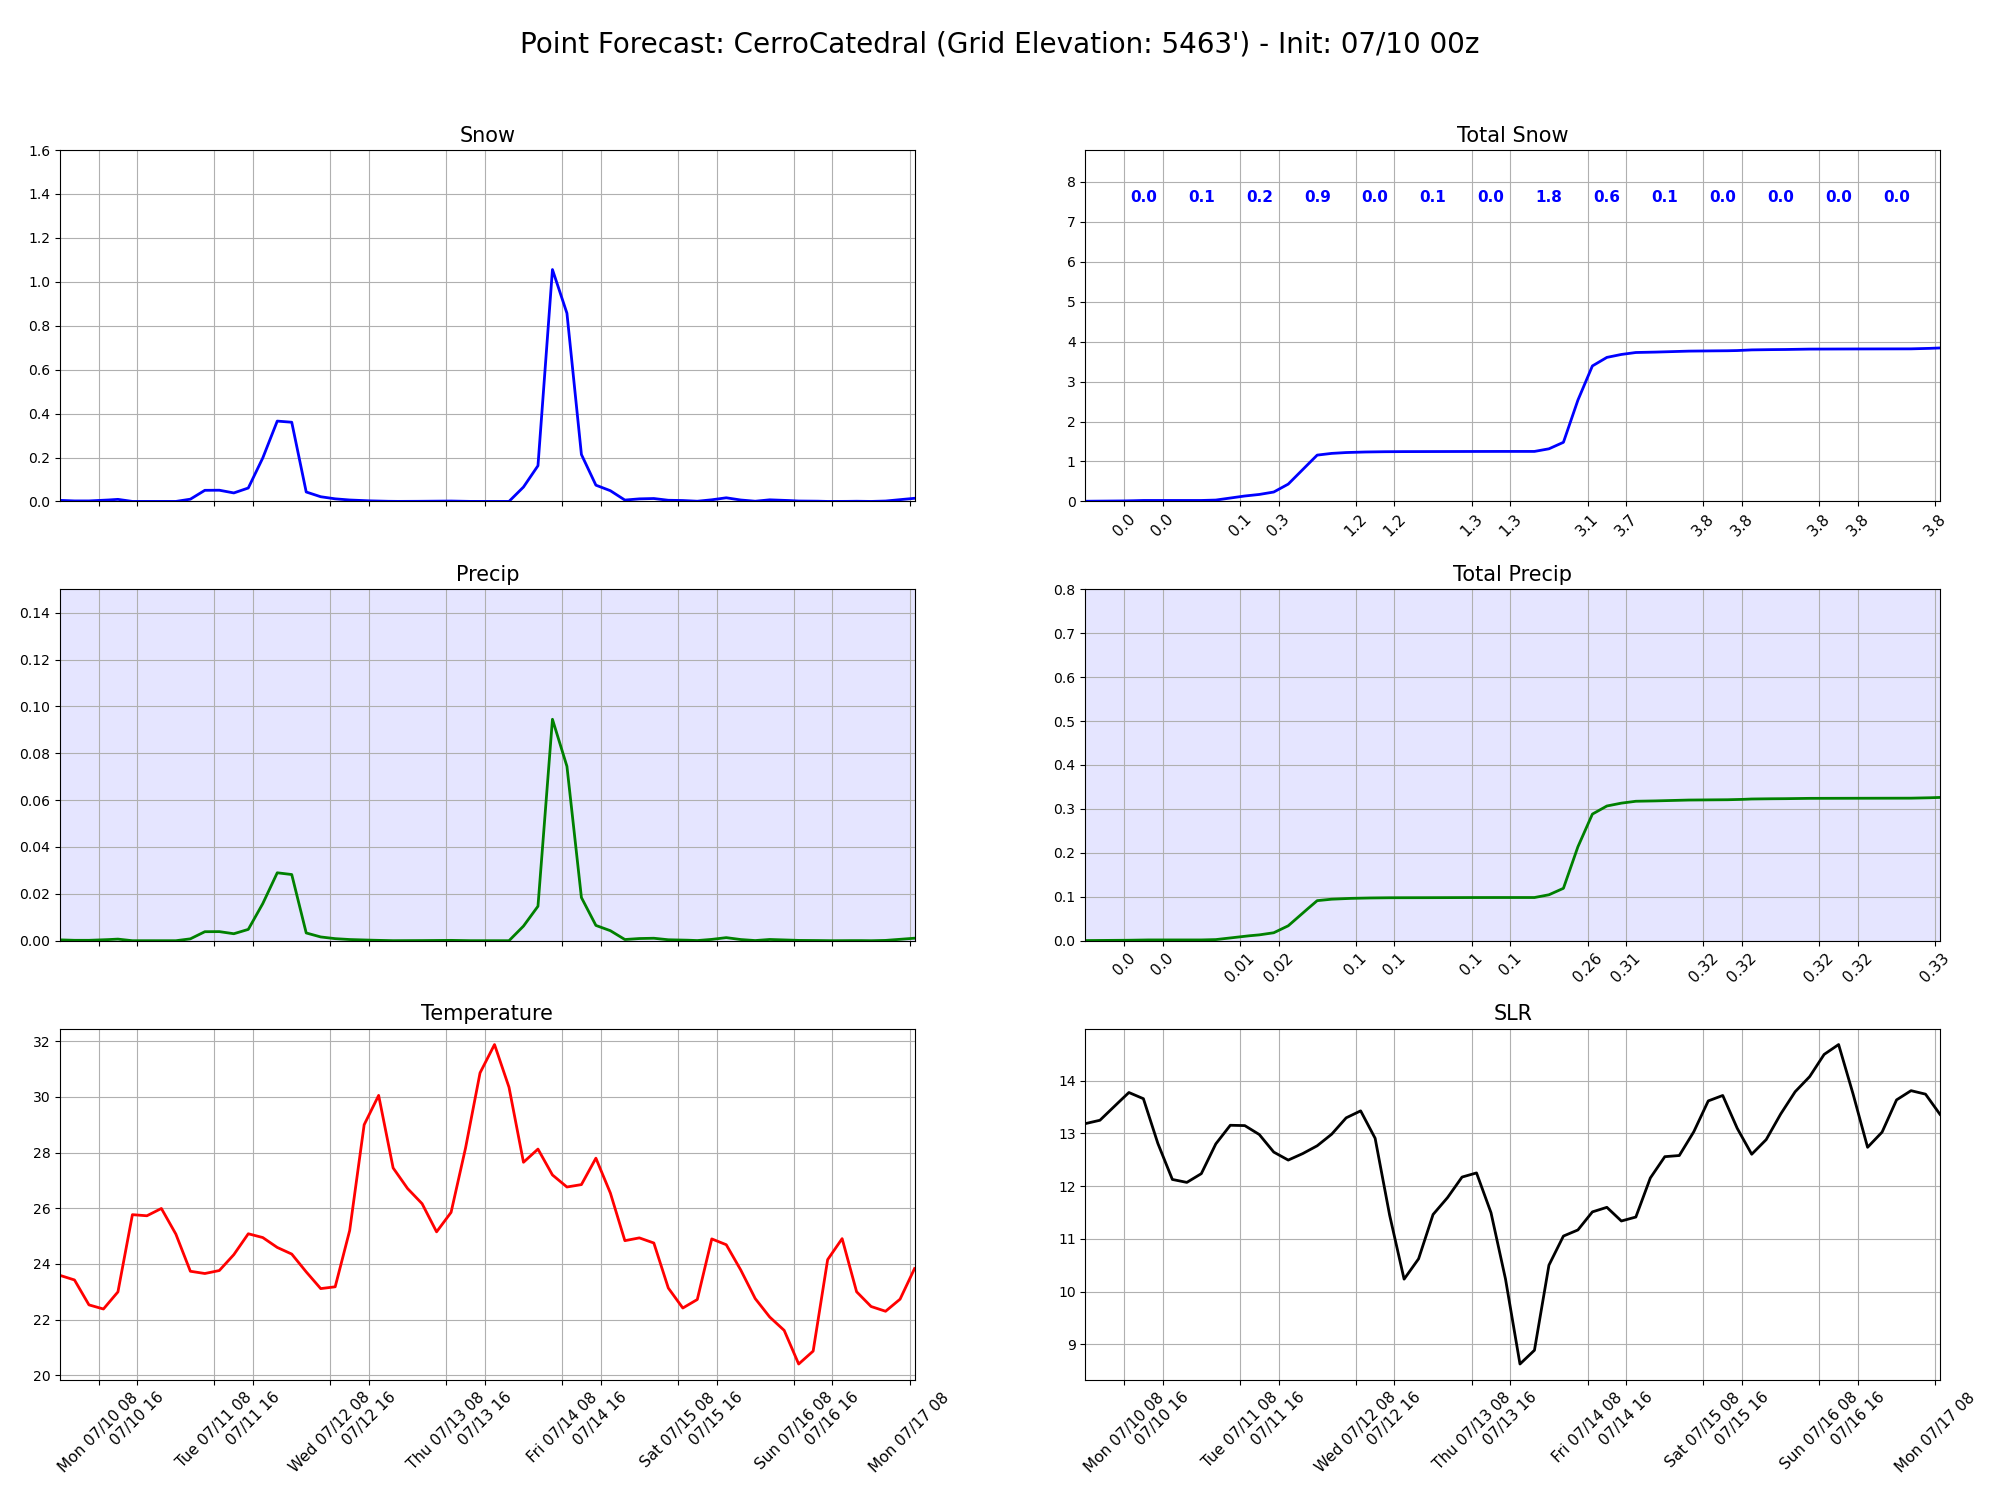 Point Forecast: CerroCatedral (Grid Elevation: 5463') - Init: 07/10 00z
Snow
1.6
1.4
1.2
1.0
0.8
0.6
0.4
0.2
0.0
Total Snow
8
7
6
5
4
3
2
1
0
0.0 0.1 0.2 0.9 0.0 0.1 0.0 1.8 0.6 0.1 0.0 0.0 0.0 0.0
0.0 0.0 0.1 0.3 1.2 1.2 1.3 1.3 3.1 3.7 3.8 3.8 3.8 3.8 3.8
Precip
0.14
0.12
0.10
0.08
0.06
0.04
0.02
0.00
Total Precip
0.8
0.7
0.6
0.5
0.4
0.3
0.2
0.1
0.0
0.0 0.0 0.01 0.02 0.1 0.1 0.1 0.1 0.26 0.31 0.32 0.32 0.32 0.32 0.33
Temperature
32
30
28
26
24
22
20
Mon 07/10 08
07/10 16
Tue 07/11 08
07/11 16
Wed 07/12 08
07/12 16
Thu 07/13 08
07/13 16
Fri 07/14 08
07/14 16
Sat 07/15 08
07/15 16
Sun 07/16 08
07/16 16
Mon 07/17 08
SLR
14
13
12
11
10
9
Mon 07/10 08
07/10 16
Tue 07/11 08
07/11 16
Wed 07/12 08
07/12 16
Thu 07/13 08
07/13 16
Fri 07/14 08
07/14 16
Sat 07/15 08
07/15 16
Sun 07/16 08
07/16 16
Mon 07/17 08